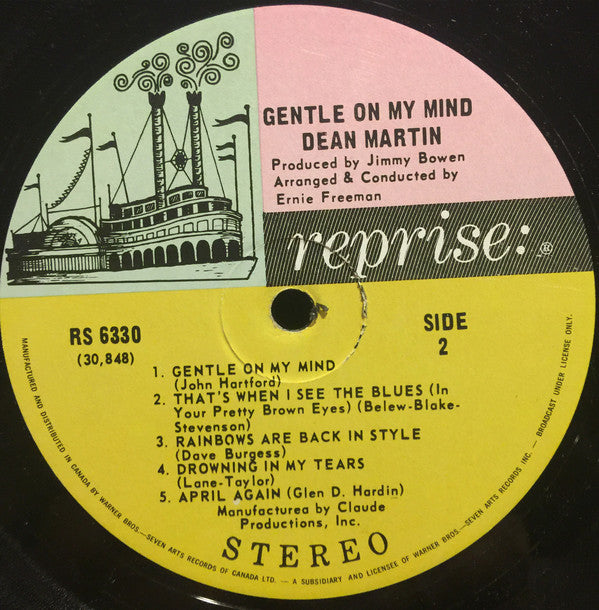 GENTLE ON MY MIND
DEAN MARTIN
Produced by Jimmy Bowen
Arranged & Conducted by
Ernie Freeman
reprise:®
RS 6330
(30,848)
SIDE
2
1. GENTLE ON MY MIND
(John Hartford)
2. THAT'S WHEN I SEE THE BLUES (In
Your Pretty Brown Eyes) (Belew-Blake-
Stevenson)
3. RAINBOWS ARE BACK IN STYLE
(Dave Burgess)
4. DROWNING IN MY TEARS
(Lane-Taylor)
5. APRIL AGAIN (Glen D. Hardin)
Manufacturea by Claude
Productions, Inc.
STEREO
MANUFACTURED AND DISTRIBUTED IN CANADA BY WARNER BROS.—SEVEN ARTS RECORDS OF CANADA LTD. — A SUBSIDIARY AND LICENSEE OF WARNER BROS.—SEVEN ARTS RECORDS INC. — BROADCAST UNDER LICENSE ONLY.